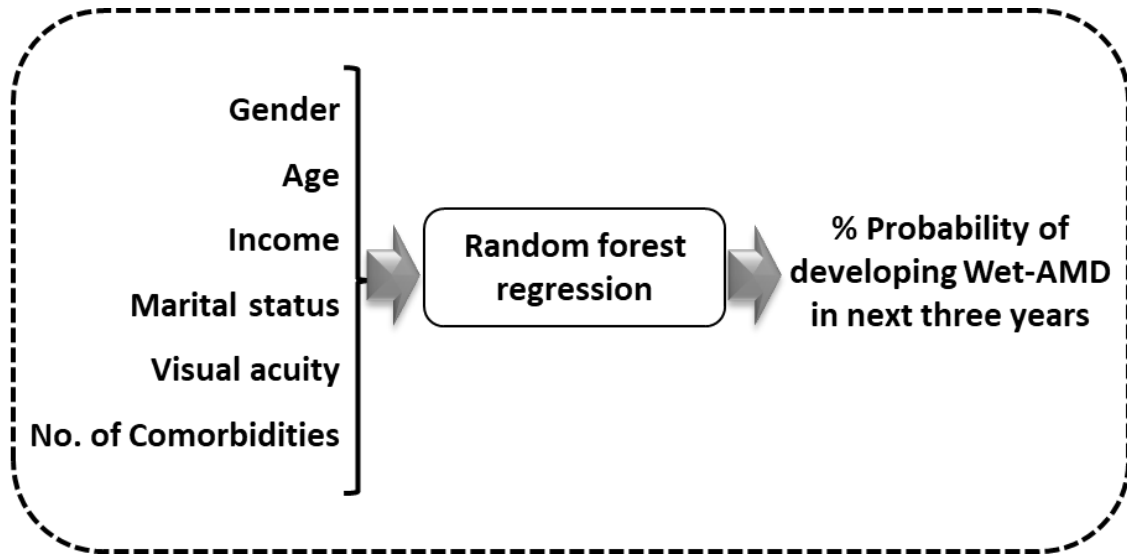 Gender
Age
Income
Marital status
Visual acuity
No. of Comorbidities
Random forest
regression
% Probability of
developing Wet-AMD
in next three years